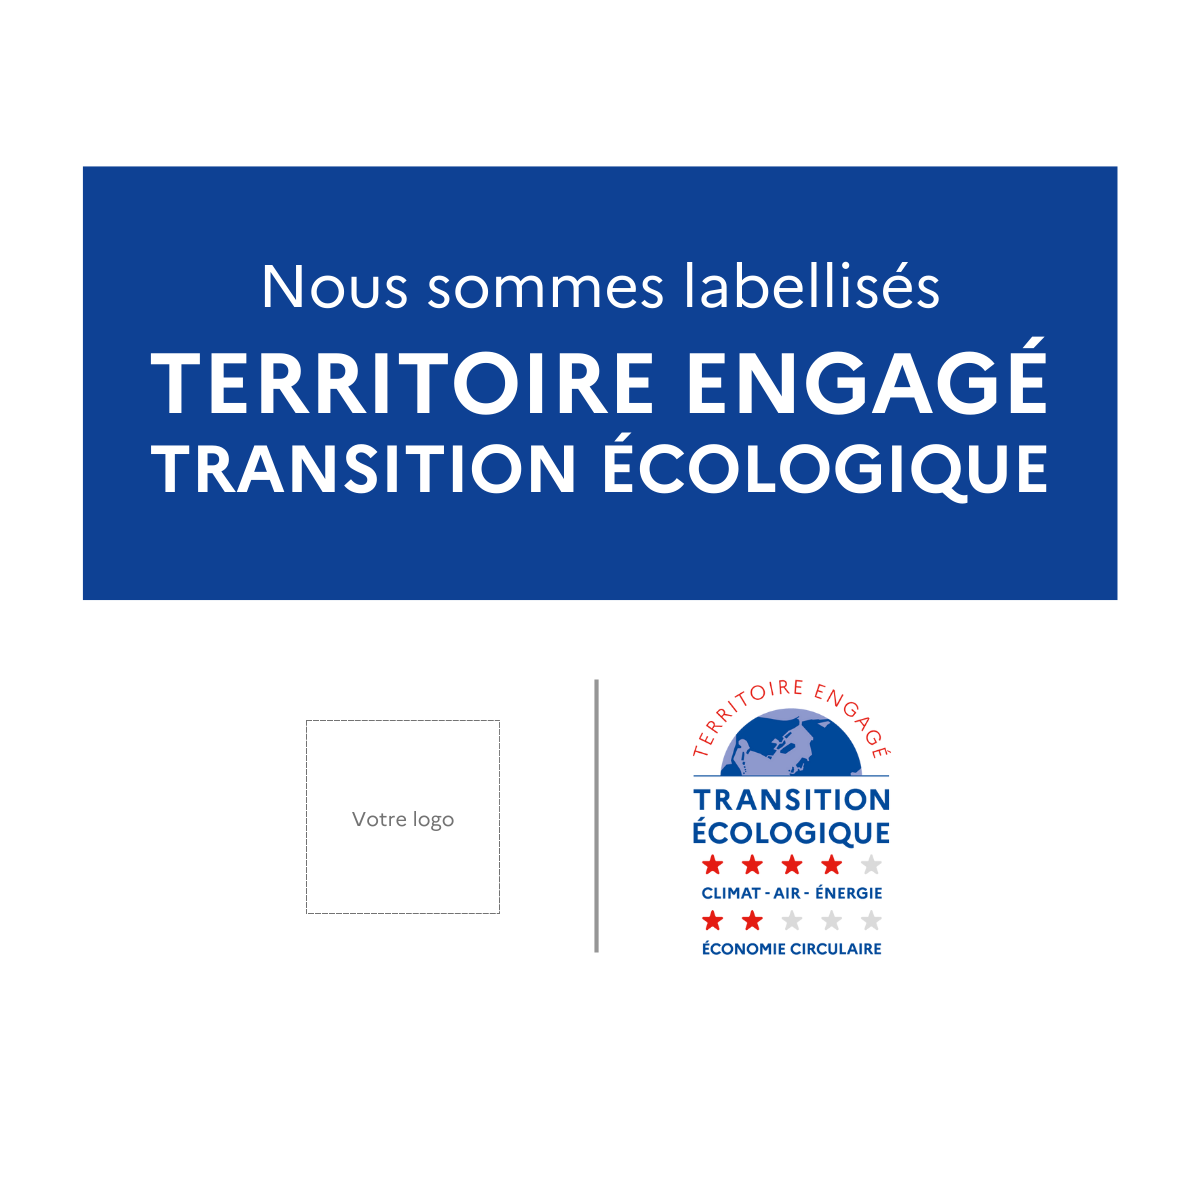 Nous sommes labellisés
TERRITOIRE ENGAGÉ
TRANSITION ÉCOLOGIQUE
Votre logo
TERRITOIRE ENGAGÉ
TRANSITION
ÉCOLOGIQUE
CLIMAT - AIR - ÉNERGIE
ÉCONOMIE CIRCULAIRE